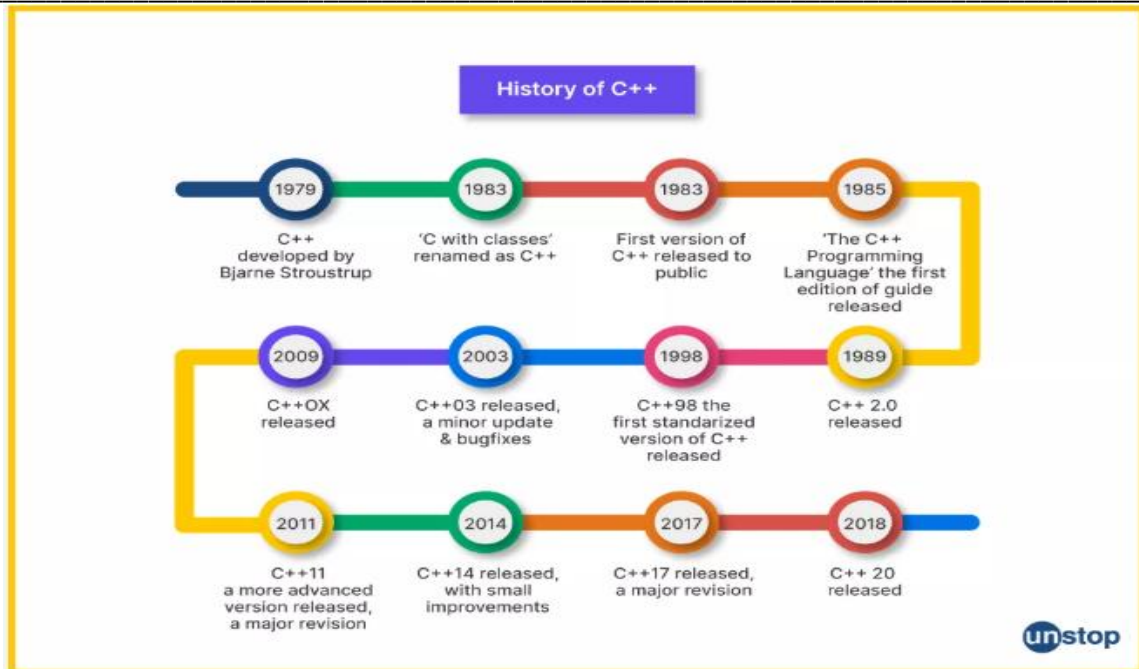 History of C++
1979
C++
developed by
Bjarne Stroustrup
1983
‘C with classes’
renamed as C++
1983
First version of
C++ released to
public
1985
‘The C++
Programming
Language’ the first
edition of guide
released
1989
C++ 2.0
released
1998
C++98 the
first standarized
version of C++
released
2003
C++03 released,
a minor update
& bugfixes
2009
C++OX
released
2011
C++11
a more advanced
version released,
a major revision
2014
C++14 released,
with small
improvements
2017
C++17 released,
a major revision
2018
C++ 20
released
unstop